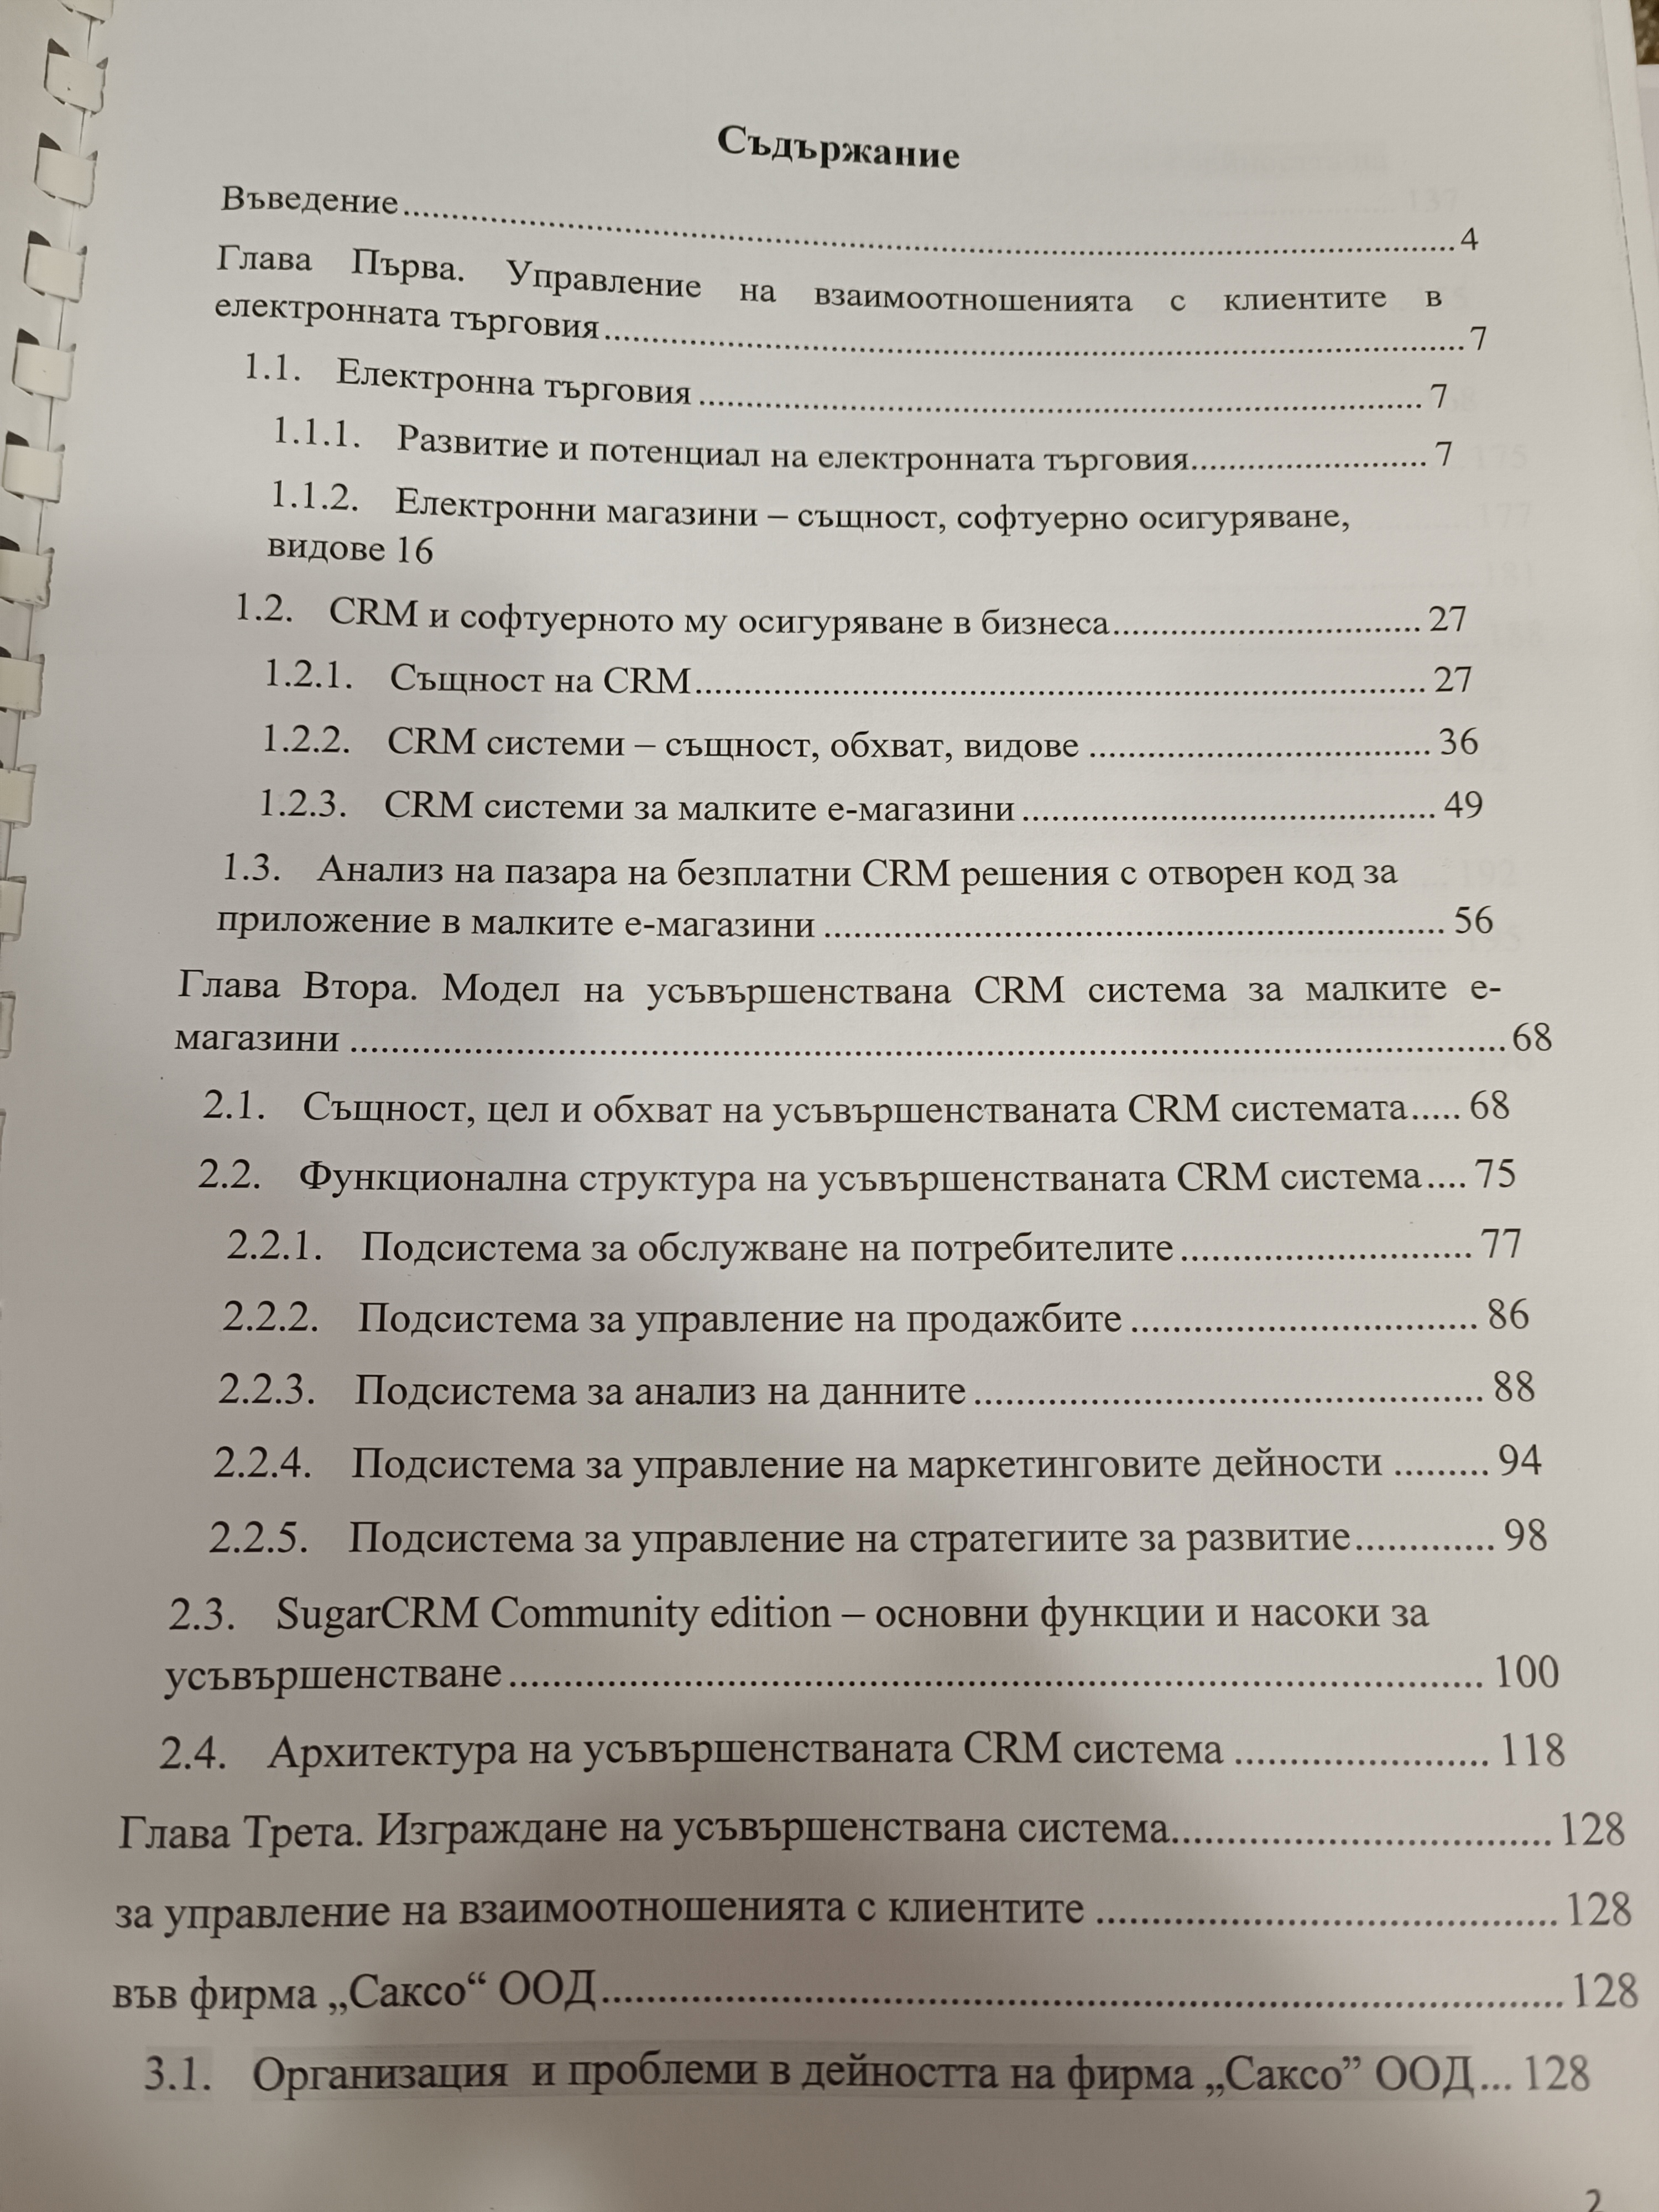 Съдържание
Въведение....................4
Глава Първа. Управление на взаимоотношенията с клиентите в
електронната търговия....................7
1.1. Електронна търговия....................7
1.1.1. Развитие и потенциал на електронната търговия....................7
1.1.2. Електронни магазини – същност, софтуерно осигуряване,
видове 16
1.2. CRM и софтуерното му осигуряване в бизнеса....................27
1.2.1. Същност на CRM....................27
1.2.2. CRM системи – същност, обхват, видове....................36
1.2.3. CRM системи за малките е-магазини....................49
1.3. Анализ на пазара на безплатни CRM решения с отворен код за
приложение в малките е-магазини....................56
Глава Втора. Модел на усъвършенствана CRM система за малките е-
магазини....................68
2.1. Същност, цел и обхват на усъвършенстваната CRM системата..... 68
2.2. Функционална структура на усъвършенстваната CRM система.... 75
2.2.1. Подсистема за обслужване на потребителите....................77
2.2.2. Подсистема за управление на продажбите....................86
2.2.3. Подсистема за анализ на данните....................88
2.2.4. Подсистема за управление на маркетинговите дейности ......... 94
2.2.5. Подсистема за управление на стратегиите за развитие............. 98
2.3. SugarCRM Community edition – основни функции и насоки за
усъвършенстване....................100
2.4. Архитектура на усъвършенстваната CRM система....................118
Глава Трета. Изграждане на усъвършенствана система....................128
за управление на взаимоотношенията с клиентите....................128
във фирма „Саксо“ ООД....................128
3.1. Организация и проблеми в дейността на фирма „Саксо” ООД... 128
2